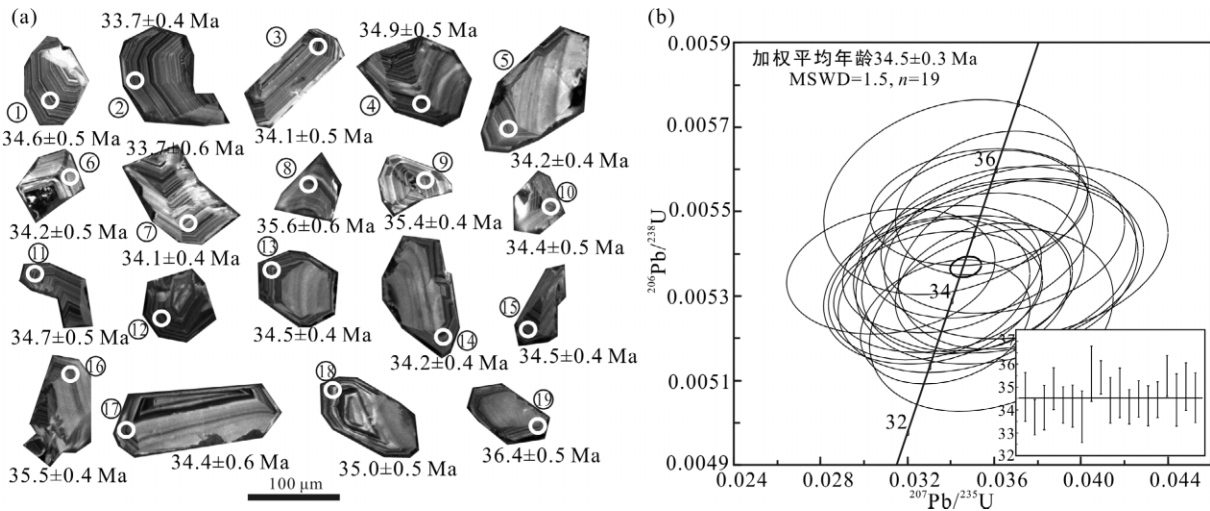 (a)
33.7±0.4 Ma
③
34.9±0.5 Ma
⑤
①
②
④
34.6±0.5 Ma
34.1±0.5 Ma
34.2±0.4 Ma
33.7±0.6 Ma
⑥
⑧
⑨
⑩
⑦
34.2±0.5 Ma
35.6±0.6 Ma
35.4±0.4 Ma
34.4±0.5 Ma
34.1±0.4 Ma
⑪
⑬
⑫
⑭
⑮
34.7±0.5 Ma
34.5±0.4 Ma
34.2±0.4 Ma
34.5±0.4 Ma
⑯
⑰
⑱
⑲
35.5±0.4 Ma
34.4±0.6 Ma
35.0±0.5 Ma
36.4±0.5 Ma
100 μm
(b)
加权平均年龄34.5±0.3 Ma
MSWD=1.5, n=19
0.0059
0.0057
0.0055
0.0053
0.0051
0.0049
²⁰⁶Pb/²³⁸U
36
34
32
37
36
35
34
33
32
0.024
0.028
0.032
0.036
0.040
0.044
²⁰⁷Pb/²³⁵U